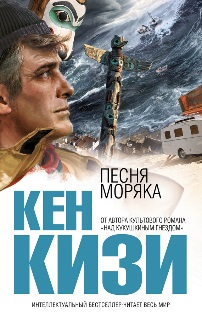 ПЕСНЯ
МОРЯКА
КЕН
ОТ АВТОРА КУЛЬТОВОГО РОМАНА
«НАД КУКУШКИНЫМ ГНЕЗДОМ»
КИЗИ
ИНТЕЛЛЕКТУАЛЬНЫЙ БЕСТСЕЛЛЕР-ЧИТАЕТ ВЕСЬ МИР